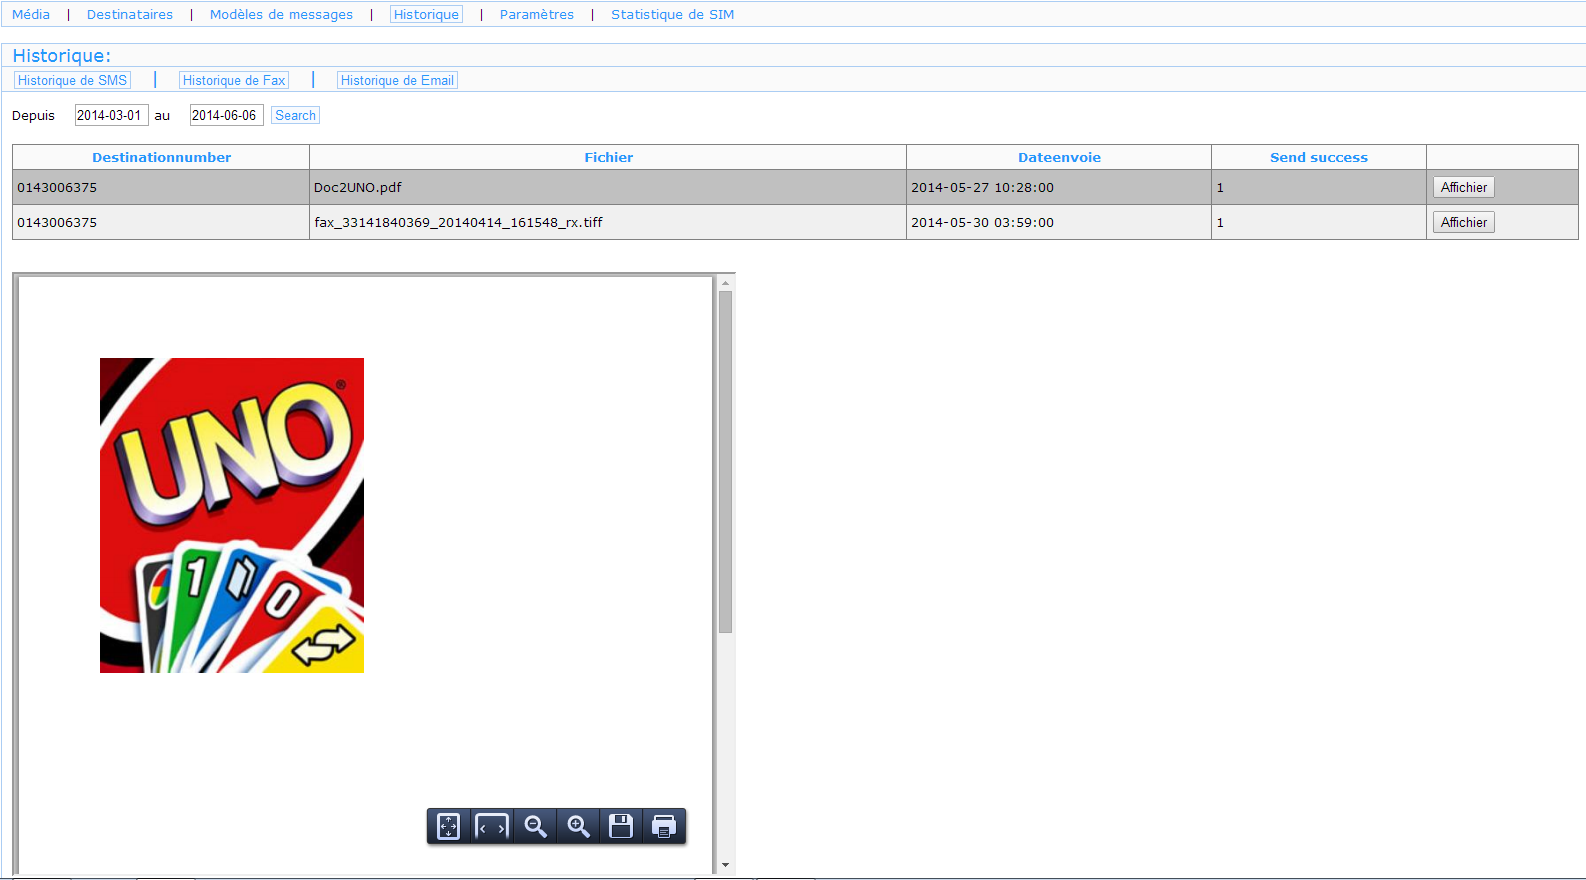 Média | Destinataires | Modèles de messages | Historique | Paramètres | Statistique de SIM
Historique:
Historique de SMS | Historique de Fax | Historique de Email
Depuis 2014-03-01 au 2014-06-06 Search
Destinationnumber Fichier Dateenvoie Send success
0143006375 Doc2UNO.pdf 2014-05-27 10:28:00 1 Afficher
0143006375 fax_33141840369_20140414_161548_rx.tiff 2014-05-30 03:59:00 1 Afficher
UNO®
1 0